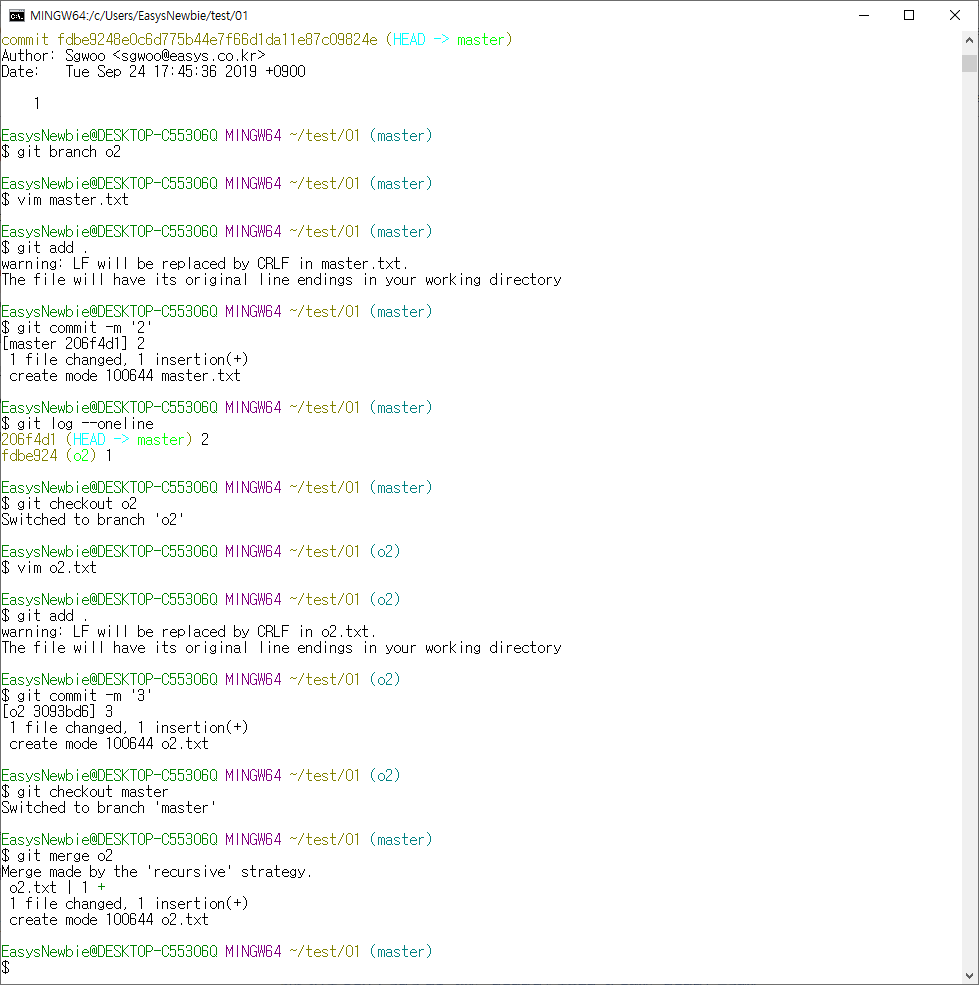 MINGW64:/c/Users/EasysNewbie/test/01
commit fdbe9248e0c6d775b44e7f66d1da11e87c09824e (HEAD -> master)
Author: Sgwoo <sgwoo@easys.co.kr>
Date:   Tue Sep 24 17:45:36 2019 +0900
    1
EasysNewbie@DESKTOP-C55306Q MINGW64 ~/test/01 (master)
$ git branch o2
EasysNewbie@DESKTOP-C55306Q MINGW64 ~/test/01 (master)
$ vim master.txt
EasysNewbie@DESKTOP-C55306Q MINGW64 ~/test/01 (master)
$ git add .
warning: LF will be replaced by CRLF in master.txt.
The file will have its original line endings in your working directory
EasysNewbie@DESKTOP-C55306Q MINGW64 ~/test/01 (master)
$ git commit -m '2'
[master 206f4d1] 2
 1 file changed, 1 insertion(+)
 create mode 100644 master.txt
EasysNewbie@DESKTOP-C55306Q MINGW64 ~/test/01 (master)
$ git log --oneline
206f4d1 (HEAD -> master) 2
fdbe924 (o2) 1
EasysNewbie@DESKTOP-C55306Q MINGW64 ~/test/01 (master)
$ git checkout o2
Switched to branch 'o2'
EasysNewbie@DESKTOP-C55306Q MINGW64 ~/test/01 (o2)
$ vim o2.txt
EasysNewbie@DESKTOP-C55306Q MINGW64 ~/test/01 (o2)
$ git add .
warning: LF will be replaced by CRLF in o2.txt.
The file will have its original line endings in your working directory
EasysNewbie@DESKTOP-C55306Q MINGW64 ~/test/01 (o2)
$ git commit -m '3'
[o2 3093bd6] 3
 1 file changed, 1 insertion(+)
 create mode 100644 o2.txt
EasysNewbie@DESKTOP-C55306Q MINGW64 ~/test/01 (o2)
$ git checkout master
Switched to branch 'master'
EasysNewbie@DESKTOP-C55306Q MINGW64 ~/test/01 (master)
$ git merge o2
Merge made by the 'recursive' strategy.
 o2.txt | 1 +
 1 file changed, 1 insertion(+)
 create mode 100644 o2.txt
EasysNewbie@DESKTOP-C55306Q MINGW64 ~/test/01 (master)
$